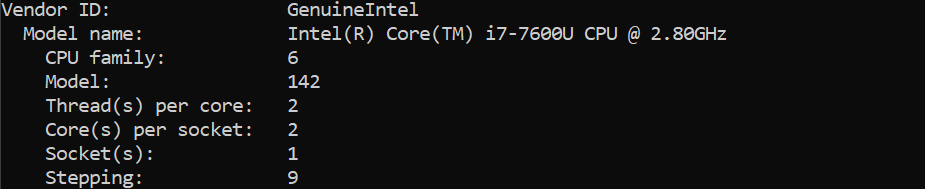 Vendor ID: GenuineIntel
Model name: Intel(R) Core(TM) i7-7600U CPU @ 2.80GHz
CPU family: 6
Model: 142
Thread(s) per core: 2
Core(s) per socket: 2
Socket(s): 1
Stepping: 9